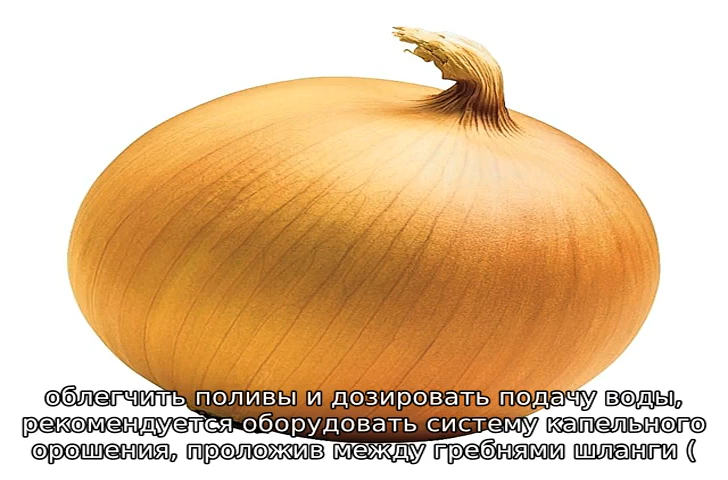 облегчить поливы и дозировать подачу воды,
рекомендуется оборудовать систему капельного
орошения, проложив между гребнями шланги (